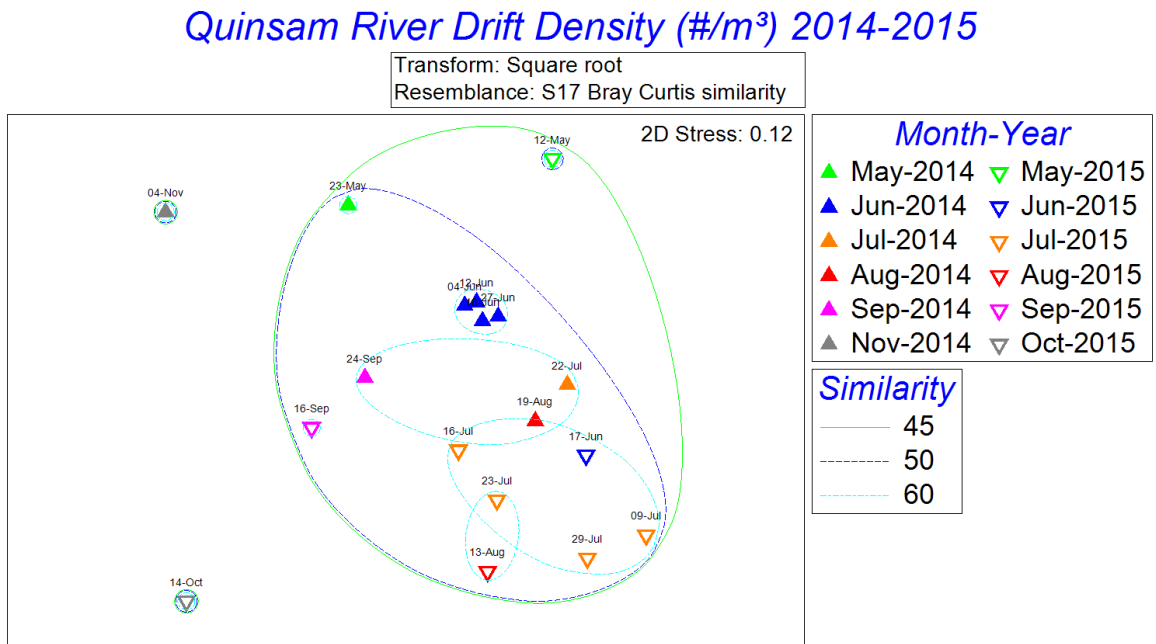 Quinsam River Drift Density (#/m³) 2014-2015
Transform: Square root
Resemblance: S17 Bray Curtis similarity
2D Stress: 0.12
12-May
23-May
04-Nov
12-Jun
04-Jun
27-Jun
Jun
24-Sep
22-Jul
19-Aug
16-Sep
16-Jul
17-Jun
23-Jul
09-Jul
29-Jul
13-Aug
14-Oct
Month-Year
May-2014 May-2015
Jun-2014 Jun-2015
Jul-2014 Jul-2015
Aug-2014 Aug-2015
Sep-2014 Sep-2015
Nov-2014 Oct-2015
Similarity
45
50
60